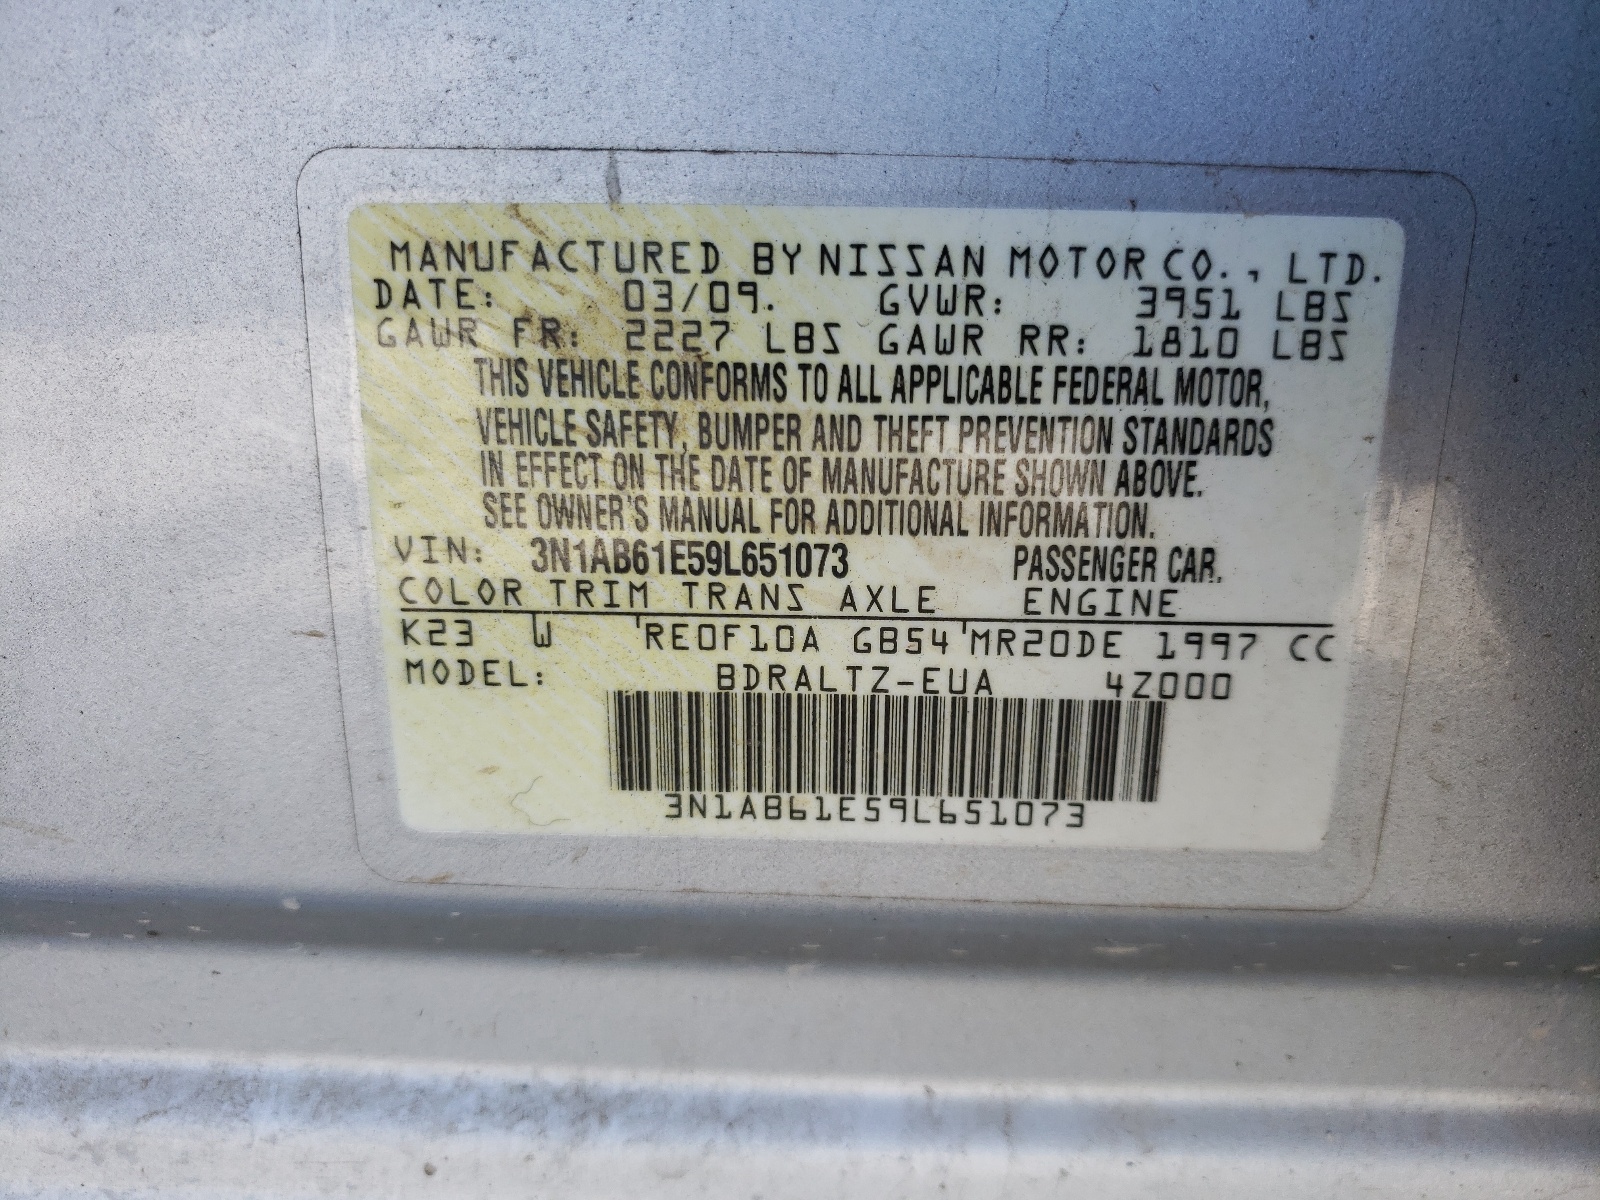 MANUFACTURED BY NISSAN MOTOR CO., LTD.
DATE: 03/09. GVWR: 3951 LBS
GAWR FR: 2227 LBS GAWR RR: 1810 LBS
THIS VEHICLE CONFORMS TO ALL APPLICABLE FEDERAL MOTOR,
VEHICLE SAFETY, BUMPER AND THEFT PREVENTION STANDARDS
IN EFFECT ON THE DATE OF MANUFACTURE SHOWN ABOVE.
SEE OWNER'S MANUAL FOR ADDITIONAL INFORMATION.
VIN: 3N1AB61E59L651073 PASSENGER CAR.
COLOR TRIM TRANS AXLE ENGINE
K23 W RE0F10A GB54 MR20DE 1997 CC
MODEL: BDRALTZ-EUA 4Z000
3N1AB61E59L651073